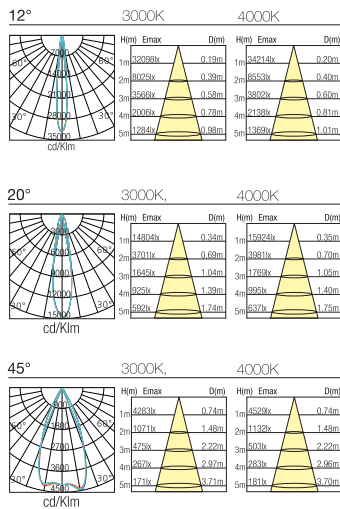 12° 3000K 4000K
H(m) Emax D(m) H(m) Emax D(m)
1m 32098lx 0.19m 1m 34214lx 0.20m
2m 8025lx 0.39m 2m 8553lx 0.40m
3m 3566lx 0.58m 3m 3802lx 0.60m
4m 2006lx 0.78m 4m 2138lx 0.81m
5m 1284lx 0.98m 5m 1369lx 1.01m
7000
60° 60°
14000
21000
28000
30° 30°
35000
cd/Klm
20° 3000K, 4000K
H(m) Emax D(m) H(m) Emax D(m)
1m 14804lx 0.34m 1m 15924lx 0.35m
2m 3701lx 0.69m 2m 3981lx 0.70m
3m 1645lx 1.04m 3m 1769lx 1.05m
4m 925lx 1.39m 4m 995lx 1.40m
5m 592lx 1.74m 5m 637lx 1.75m
3000
60° 60°
6000
9000
12000
30° 30°
15000
cd/Klm
45° 3000K, 4000K
H(m) Emax D(m) H(m) Emax D(m)
1m 4283lx 0.74m 1m 4529lx 0.74m
2m 1071lx 1.48m 2m 1132lx 1.48m
3m 475lx 2.22m 3m 503lx 2.22m
4m 267lx 2.97m 4m 283lx 2.96m
5m 171lx 3.71m 5m 181lx 3.70m
60° 60°
1800
2700
3600
30° 30°
4500
cd/Klm